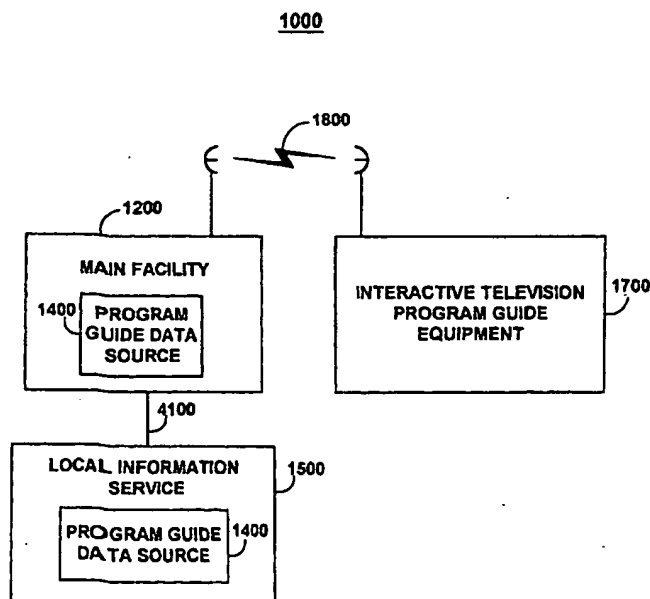 1000
1800
1200
MAIN FACILITY
1400
PROGRAM
GUIDE DATA
SOURCE
INTERACTIVE TELEVISION
PROGRAM GUIDE
EQUIPMENT
1700
4100
LOCAL INFORMATION
SERVICE
1500
PROGRAM GUIDE
DATA SOURCE
1400